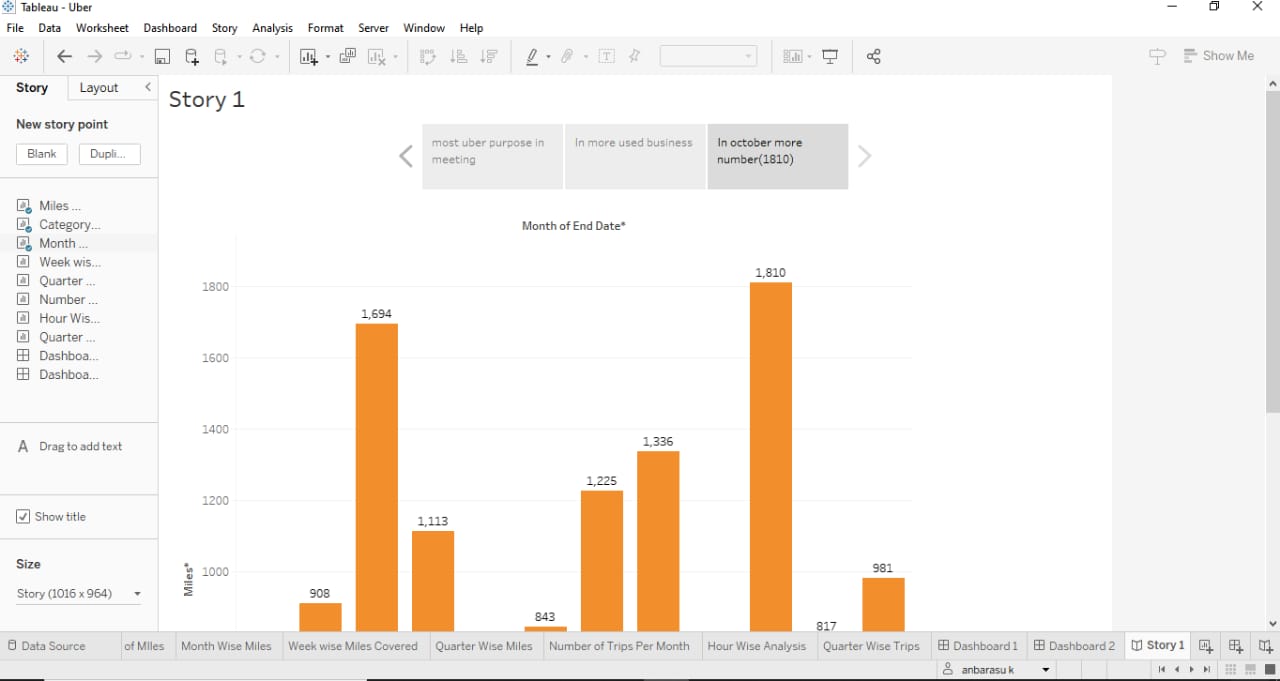 Tableau - Uber
File Data Worksheet Dashboard Story Analysis Format Server Window Help
Show Me
Story Layout
New story point
Blank Dupli...
Miles ...
Category...
Month ...
Week wis...
Quarter ...
Number ...
Hour Wis...
Quarter ...
Dashboa...
Dashboa...
A Drag to add text
Show title
Size
Story (1016 x 964)
Story 1
most uber purpose in
meeting
In more used business
In october more
number(1810)
Month of End Date*
1,810
1800
1,694
1600
1400
1,336
1,225
1200
1,113
1000
981
908
843
817
Miles*
Data Source of MIles Month Wise Miles Week wise Miles Covered Quarter Wise Miles Number of Trips Per Month Hour Wise Analysis Quarter Wise Trips Dashboard 1 Dashboard 2 Story 1
anbarasu k